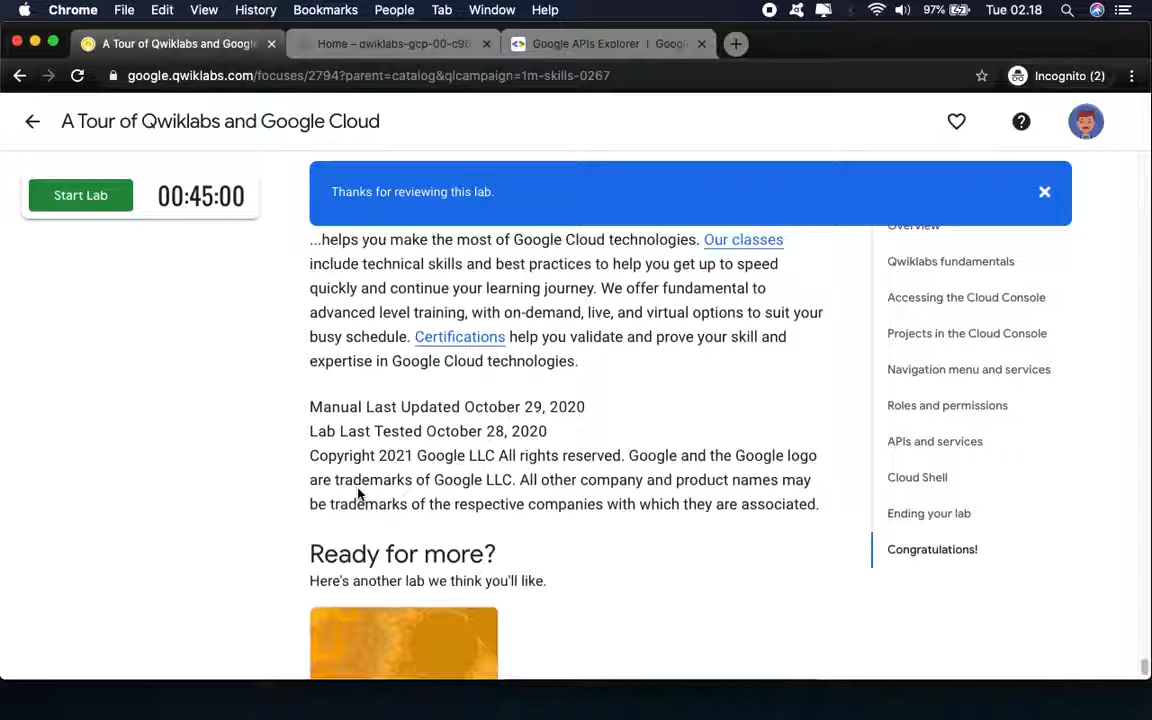 Chrome File Edit View History Bookmarks People Tab Window Help 97% Tue 02.18
A Tour of Qwiklabs and Googl
Home – qwiklabs-gcp-00-c96
Google APIs Explorer | Googl
google.qwiklabs.com/focuses/2794?parent=catalog&qlcampaign=1m-skills-0267
Incognito (2)
A Tour of Qwiklabs and Google Cloud
Start Lab
00:45:00
Thanks for reviewing this lab.
...helps you make the most of Google Cloud technologies. Our classes
include technical skills and best practices to help you get up to speed
quickly and continue your learning journey. We offer fundamental to
advanced level training, with on-demand, live, and virtual options to suit your
busy schedule. Certifications help you validate and prove your skill and
expertise in Google Cloud technologies.
Manual Last Updated October 29, 2020
Lab Last Tested October 28, 2020
Copyright 2021 Google LLC All rights reserved. Google and the Google logo
are trademarks of Google LLC. All other company and product names may
be trademarks of the respective companies with which they are associated.
Ready for more?
Here's another lab we think you'll like.
Overview
Qwiklabs fundamentals
Accessing the Cloud Console
Projects in the Cloud Console
Navigation menu and services
Roles and permissions
APIs and services
Cloud Shell
Ending your lab
Congratulations!